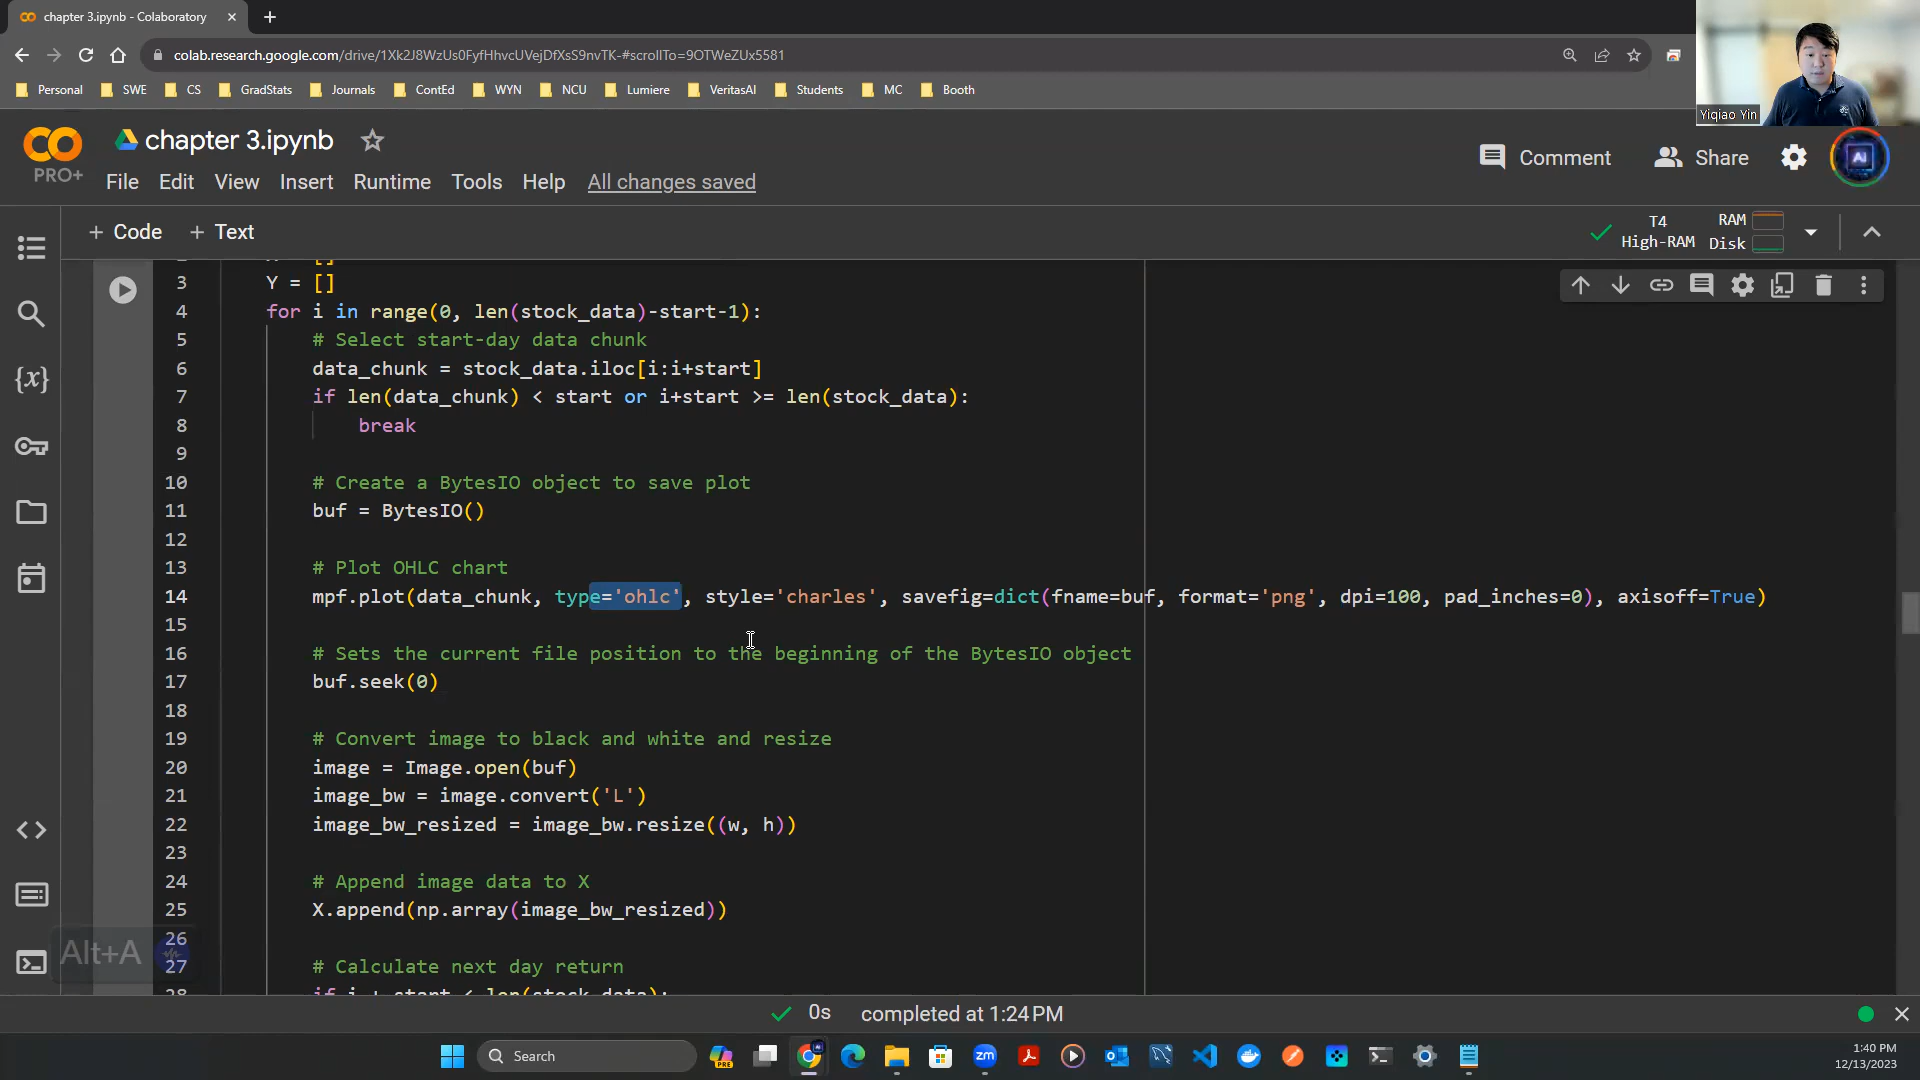 chapter 3.ipynb - Colaboratory
colab.research.google.com/drive/1Xk2J8WzUs0FyfHhvcUVejDfXsS9nvTK-#scrollTo=9OTWeZUx5581
Personal SWE CS GradStats Journals ContEd WYN NCU Lumiere VeritasAI Students MC Booth
Yiqiao Yin
CO PRO+
chapter 3.ipynb
Comment Share
AI
File Edit View Insert Runtime Tools Help All changes saved
+ Code + Text
T4 High-RAM RAM Disk
3 Y = []
4 for i in range(0, len(stock_data)-start-1):
5 # Select start-day data chunk
6 data_chunk = stock_data.iloc[i:i+start]
7 if len(data_chunk) < start or i+start >= len(stock_data):
8 break
9
10 # Create a BytesIO object to save plot
11 buf = BytesIO()
12
13 # Plot OHLC chart
14 mpf.plot(data_chunk, type='ohlc', style='charles', savefig=dict(fname=buf, format='png', dpi=100, pad_inches=0), axisoff=True)
15
16 # Sets the current file position to the beginning of the BytesIO object
17 buf.seek(0)
18
19 # Convert image to black and white and resize
20 image = Image.open(buf)
21 image_bw = image.convert('L')
22 image_bw_resized = image_bw.resize((w, h))
23
24 # Append image data to X
25 X.append(np.array(image_bw_resized))
26
Alt+A
27 # Calculate next day return
28 if i + start < len(stock_data):
0s completed at 1:24 PM
Search
PRE
zm
1:40 PM
12/13/2023